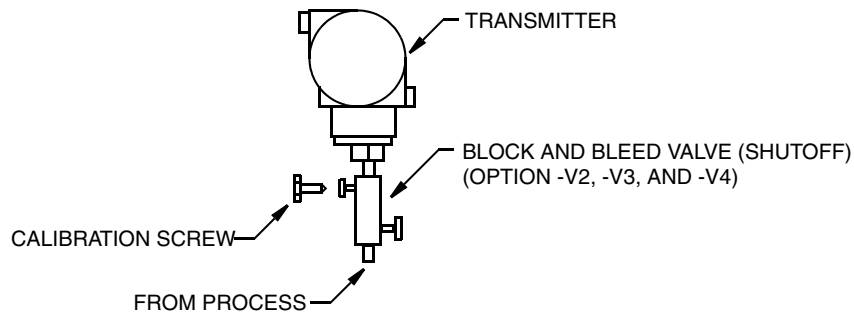 TRANSMITTER
BLOCK AND BLEED VALVE (SHUTOFF)
(OPTION -V2, -V3, AND -V4)
CALIBRATION SCREW
FROM PROCESS